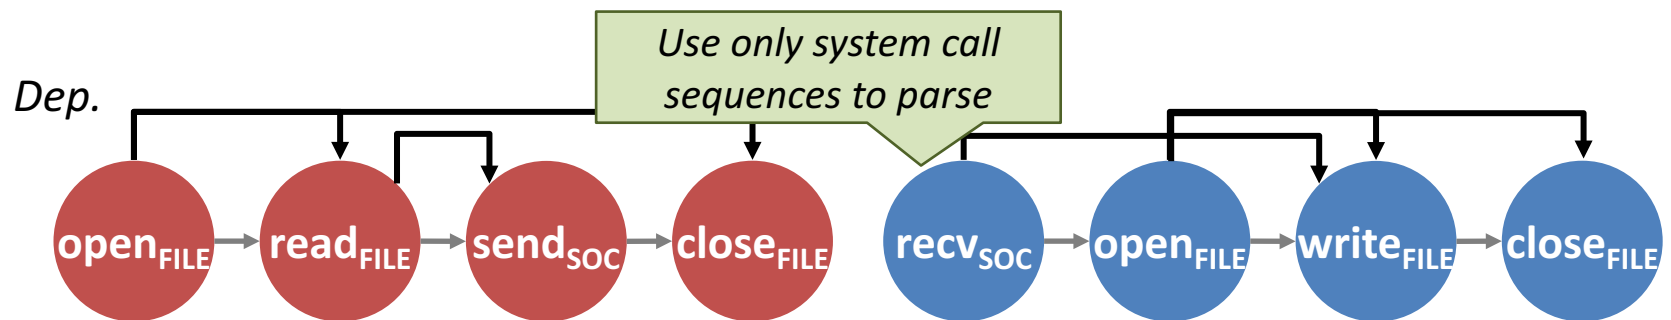 Use only system call
sequences to parse
Dep.
openFILE readFILE sendSOC closeFILE recvSOC openFILE writeFILE closeFILE